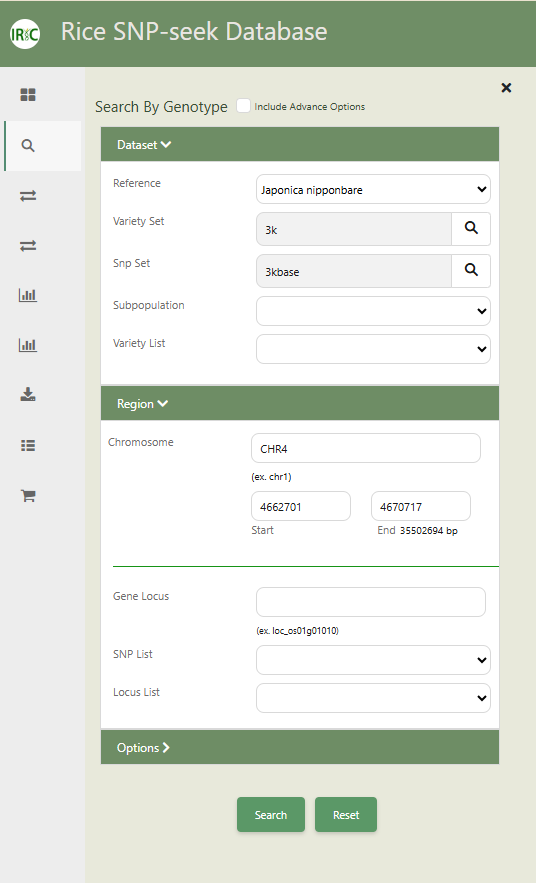 IRIC
Rice SNP-seek Database
Search By Genotype Include Advance Options
Dataset
Reference Japonica nipponbare
Variety Set 3k
Snp Set 3kbase
Subpopulation
Variety List
Region
Chromosome CHR4
(ex. chr1)
4662701 4670717
Start End 35502694 bp
Gene Locus
(ex. loc_os01g01010)
SNP List
Locus List
Options
Search Reset